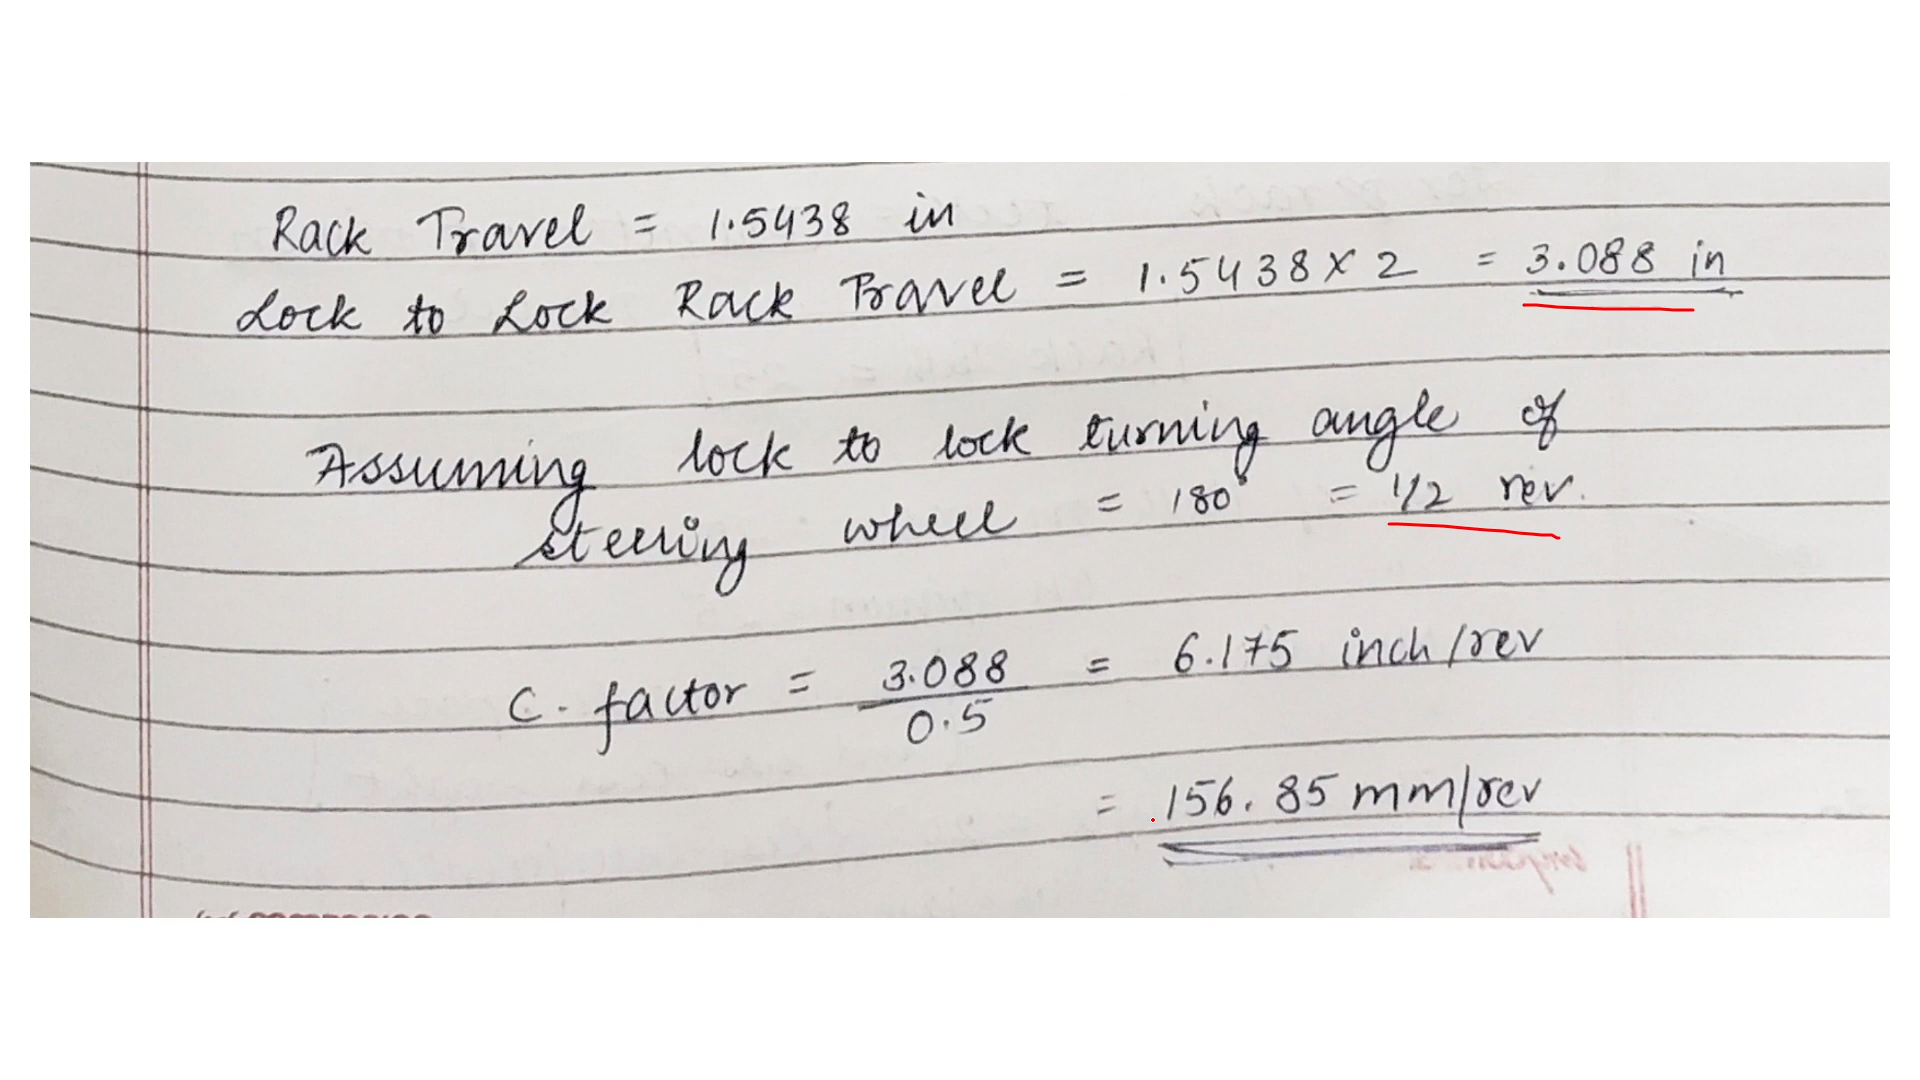 Rack Travel = 1.5438 in
Lock to Lock Rack Travel = 1.5438 x 2 = 3.088 in
Assuming lock to lock turning angle of
steering wheel = 180° = 1/2 rev.
C. factor = 3.088 / 0.5 = 6.175 inch/rev
= 156.85 mm/rev